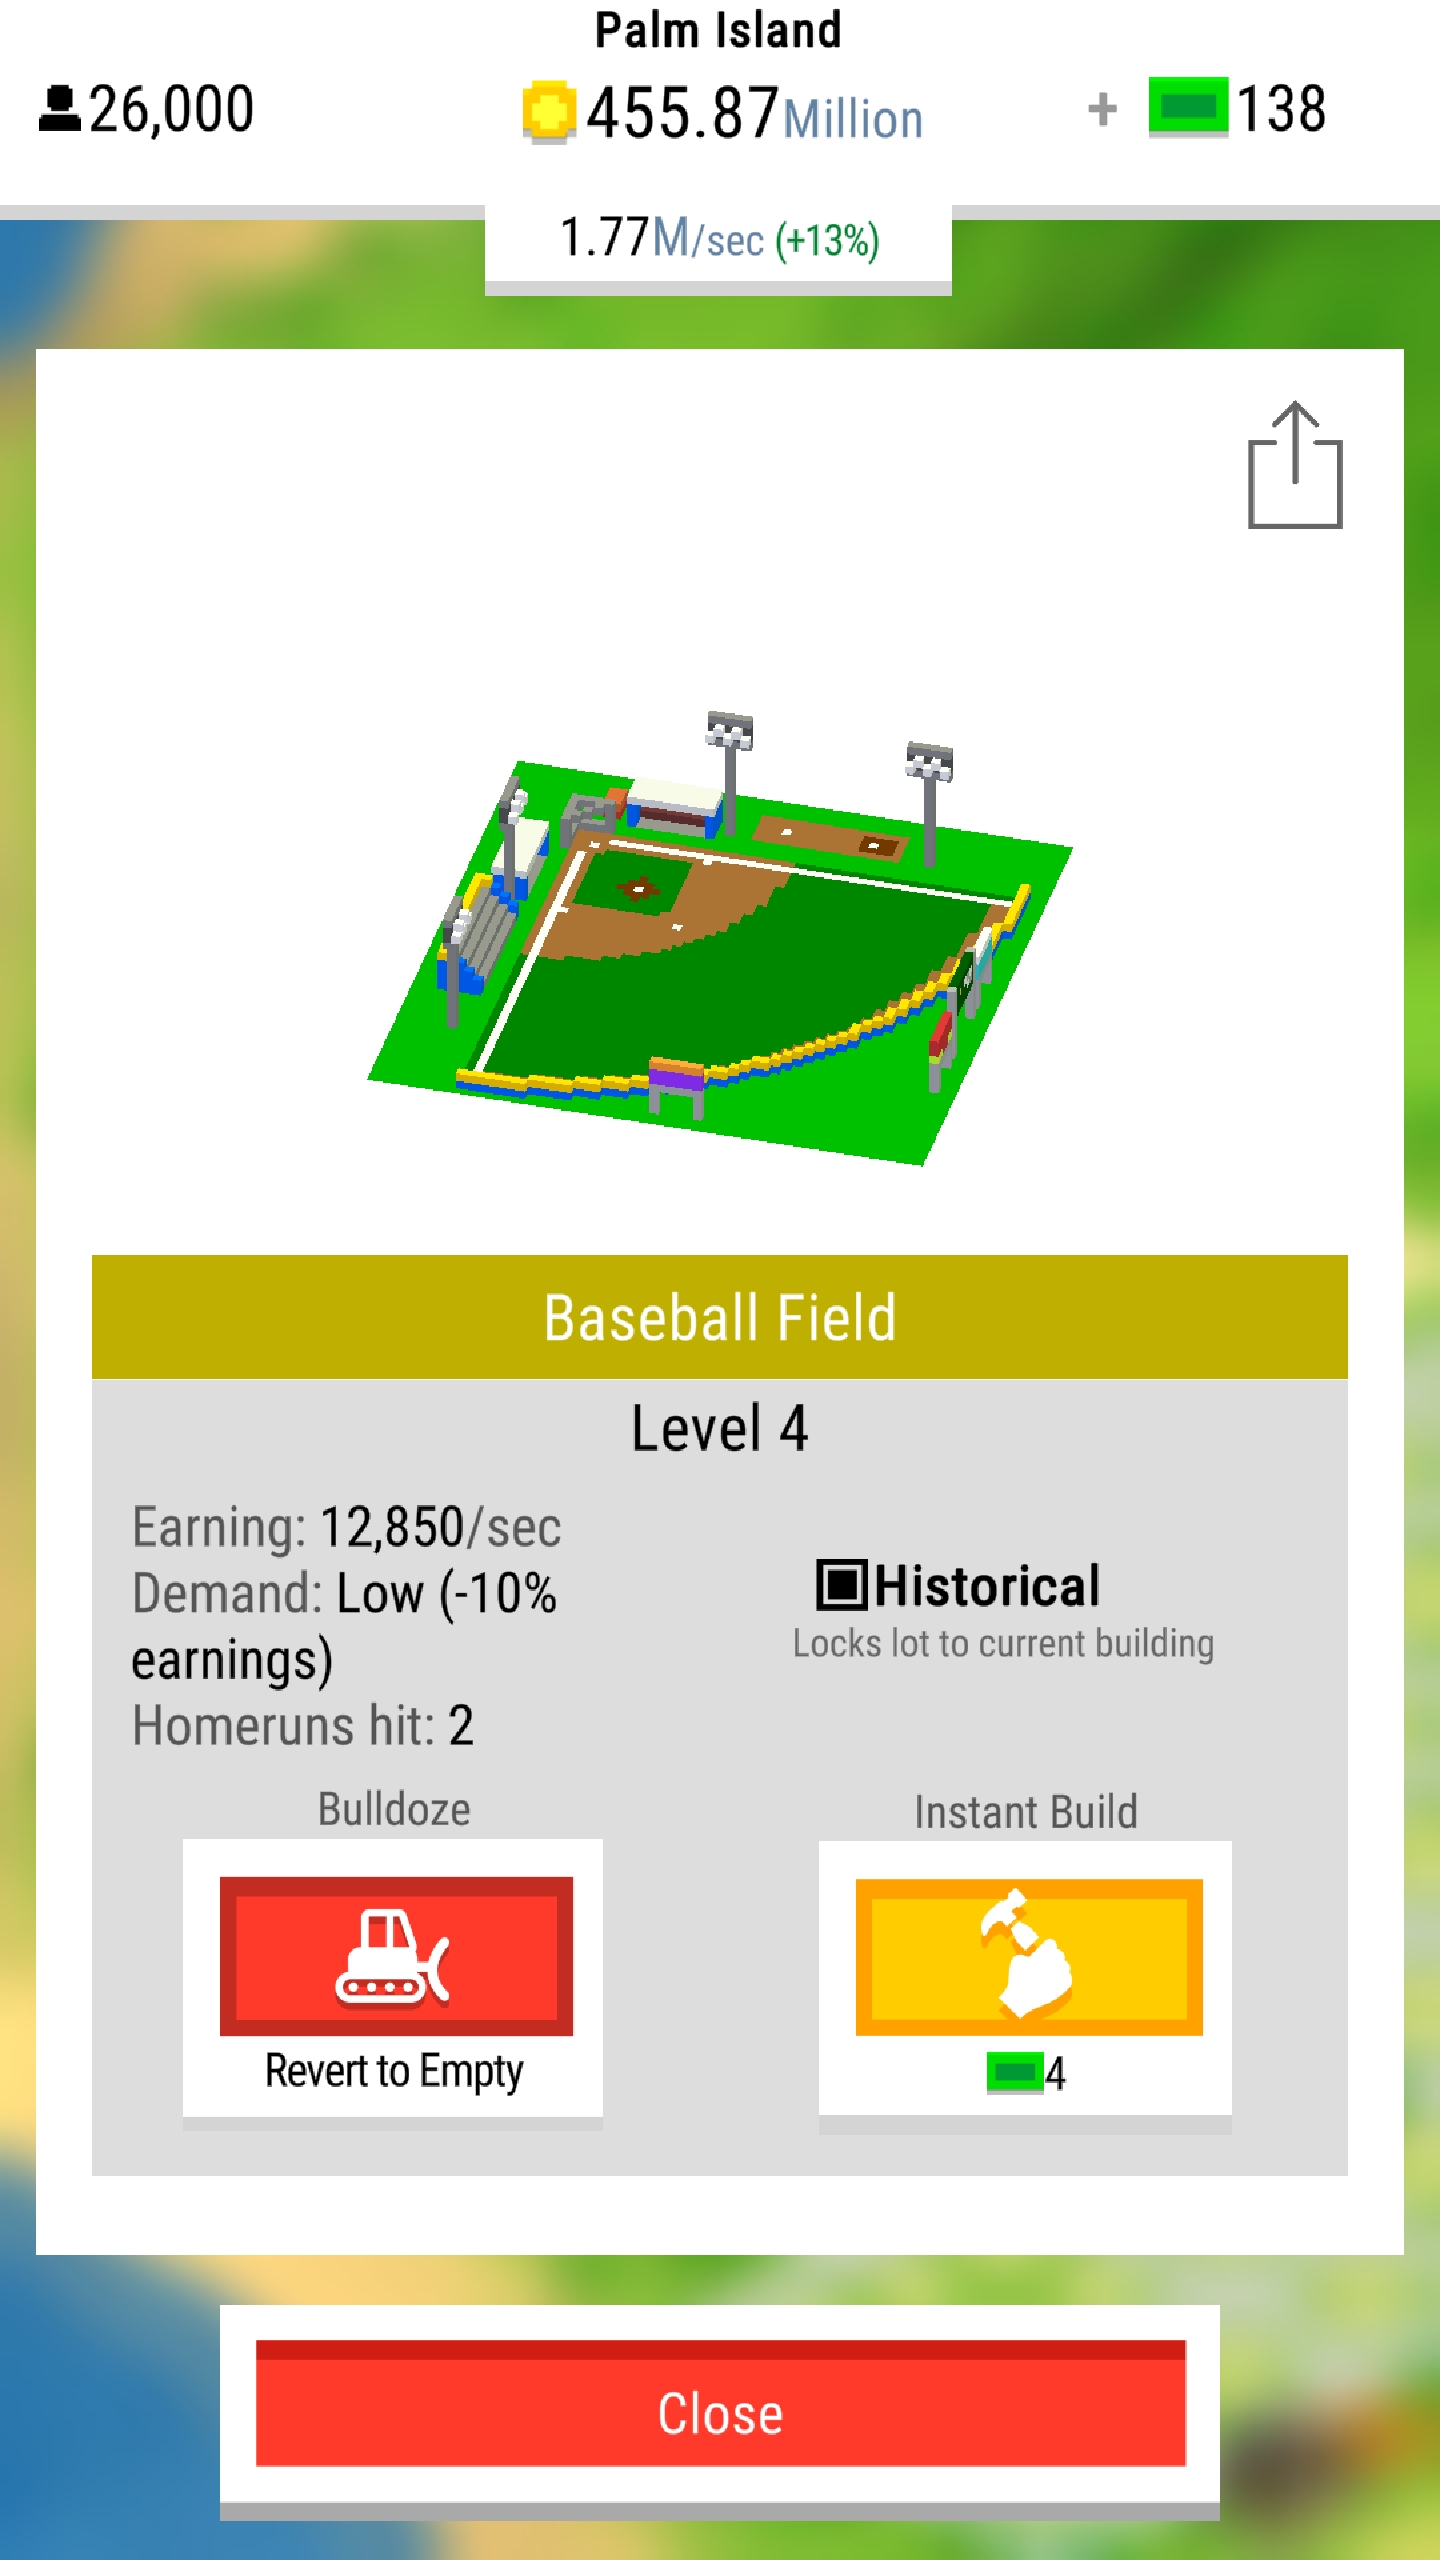 Palm Island
26,000
455.87Million
+ 138
1.77M/sec (+13%)
Baseball Field
Level 4
Earning: 12,850/sec
Demand: Low (-10%
earnings)
Homeruns hit: 2
Historical
Locks lot to current building
Bulldoze
Revert to Empty
Instant Build
4
Close